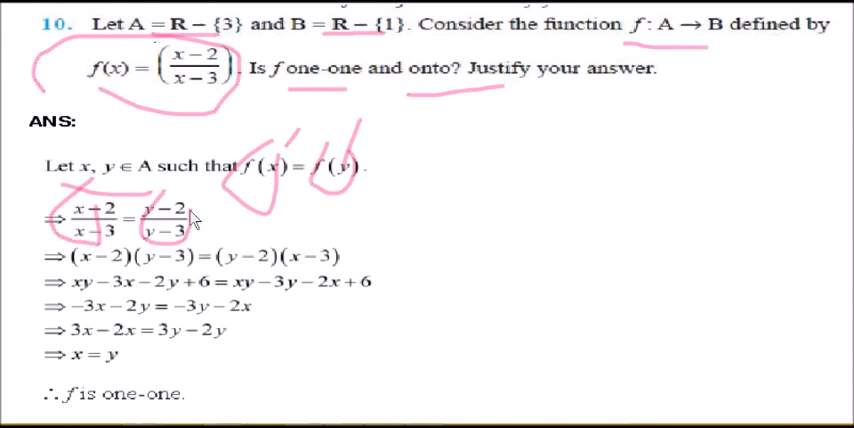 10. Let A = R − {3} and B = R − {1}. Consider the function f : A → B defined by
f(x) = (x − 2 / x − 3). Is f one-one and onto? Justify your answer.
ANS:
Let x, y ∈ A such that f(x) = f(y).
⇒ x−2 / x−3 = y−2 / y−3
⇒ (x−2)(y−3) = (y−2)(x−3)
⇒ xy−3x−2y+6 = xy−3y−2x+6
⇒ −3x−2y = −3y−2x
⇒ 3x−2x = 3y−2y
⇒ x = y
∴ f is one-one.